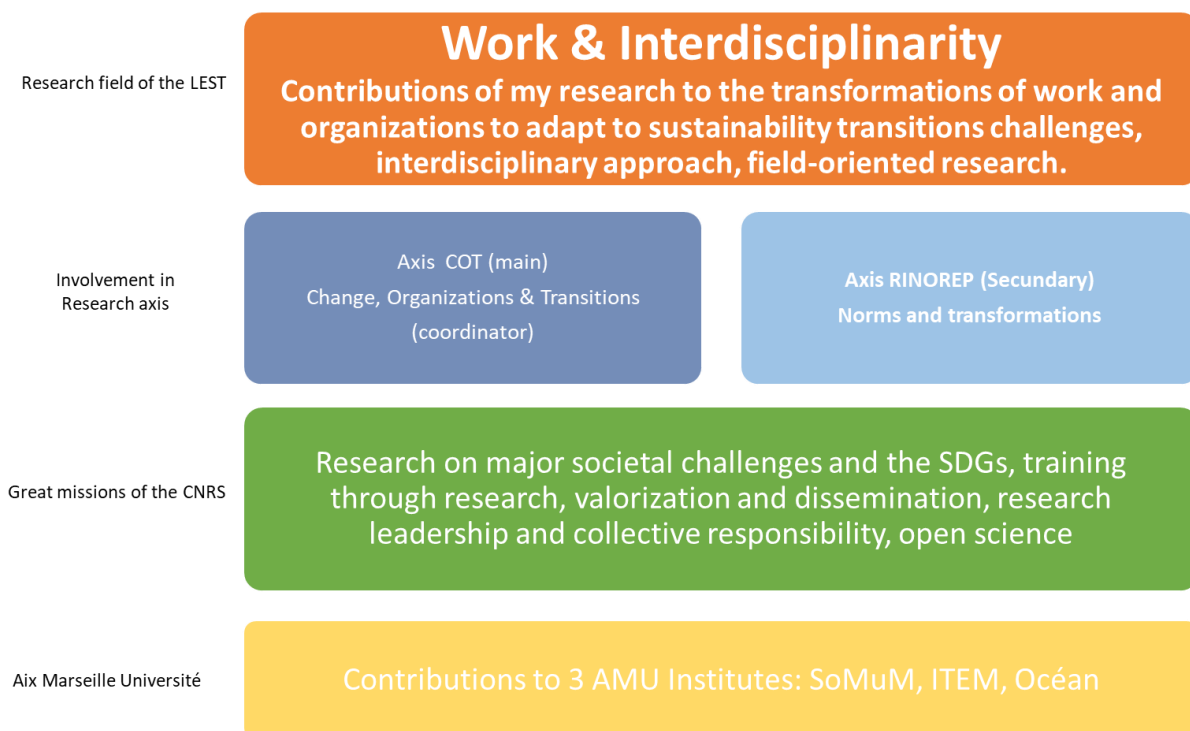 Research field of the LEST
Work & Interdisciplinarity
Contributions of my research to the transformations of work and
organizations to adapt to sustainability transitions challenges,
interdisciplinary approach, field-oriented research.
Involvement in
Research axis
Axis COT (main)
Change, Organizations & Transitions
(coordinator)
Axis RINOREP (Secundary)
Norms and transformations
Great missions of the CNRS
Research on major societal challenges and the SDGs, training
through research, valorization and dissemination, research
leadership and collective responsibility, open science
Aix Marseille Université
Contributions to 3 AMU Institutes: SoMuM, ITEM, Océan